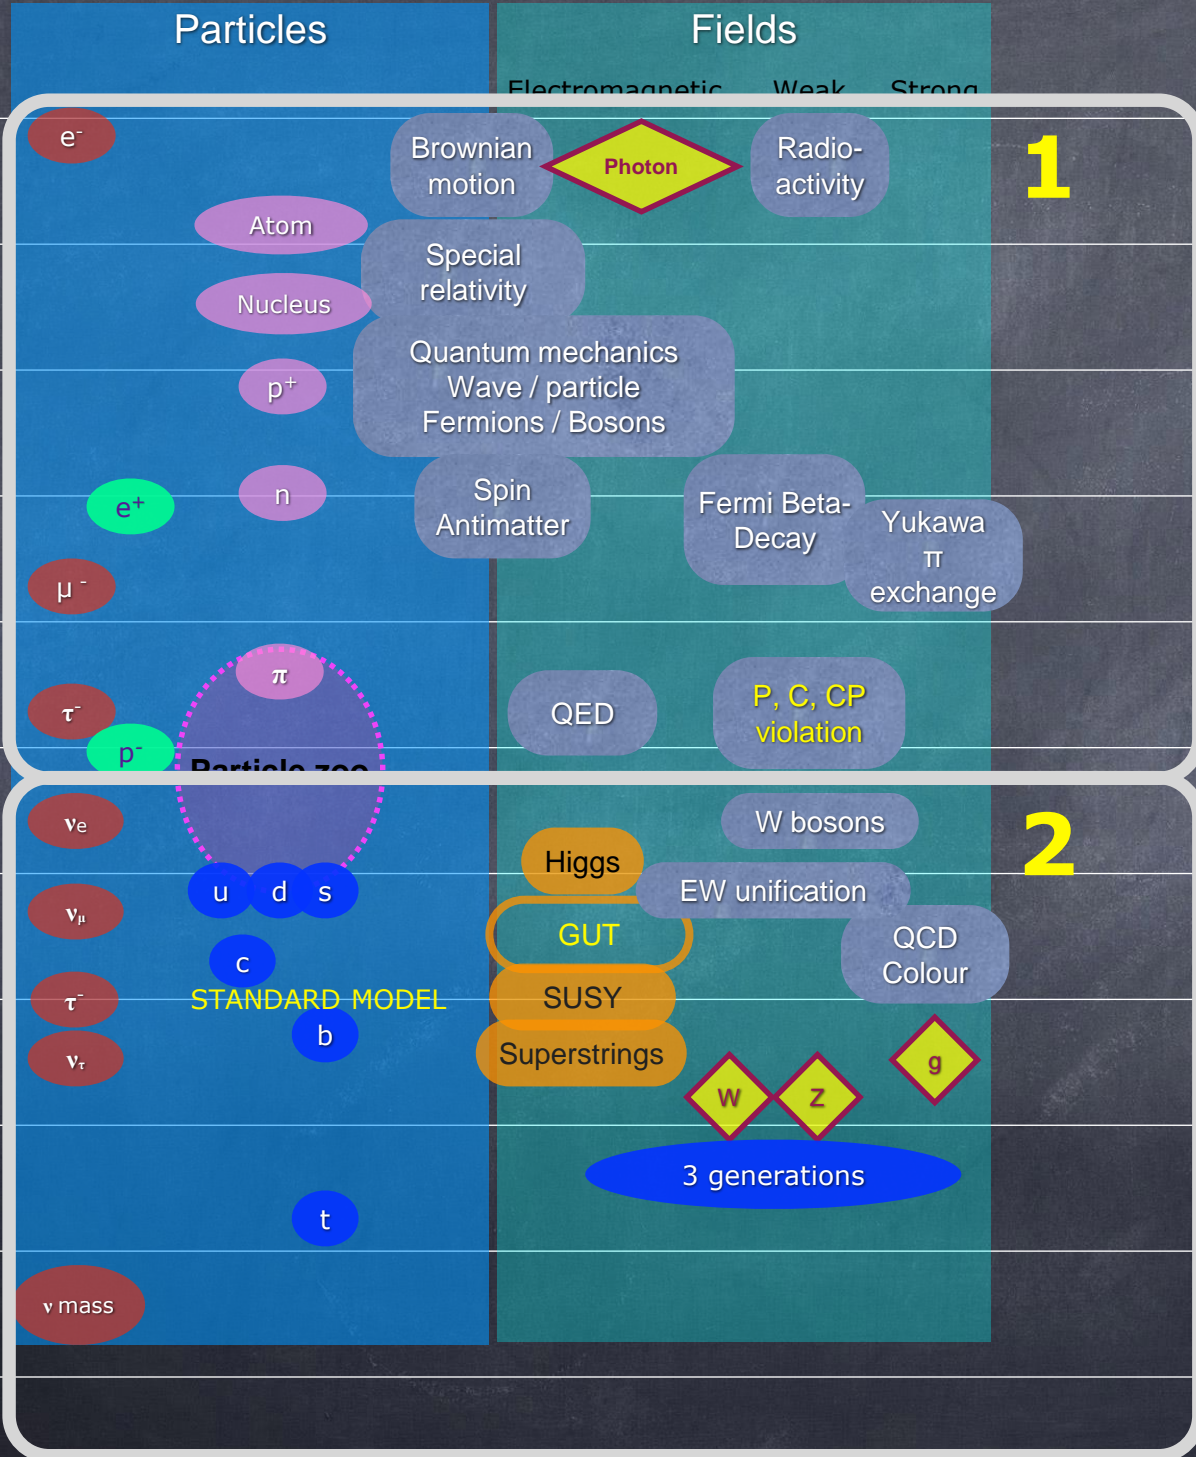 Particles
Fields
Electromagnetic Weak Strong
1
e-
Brownian
motion
Photon
Radio-
activity
Atom
Special
relativity
Nucleus
Quantum mechanics
Wave / particle
Fermions / Bosons
p+
n
e+
Spin
Antimatter
Fermi Beta-
Decay
Yukawa
π
exchange
μ -
π
τ-
QED
P, C, CP
violation
p-
Particle zoo
2
νe
W bosons
Higgs
EW unification
u d s
νμ
GUT
QCD
Colour
c
τ-
STANDARD MODEL
SUSY
b
ντ
Superstrings
g
W Z
3 generations
t
ν mass